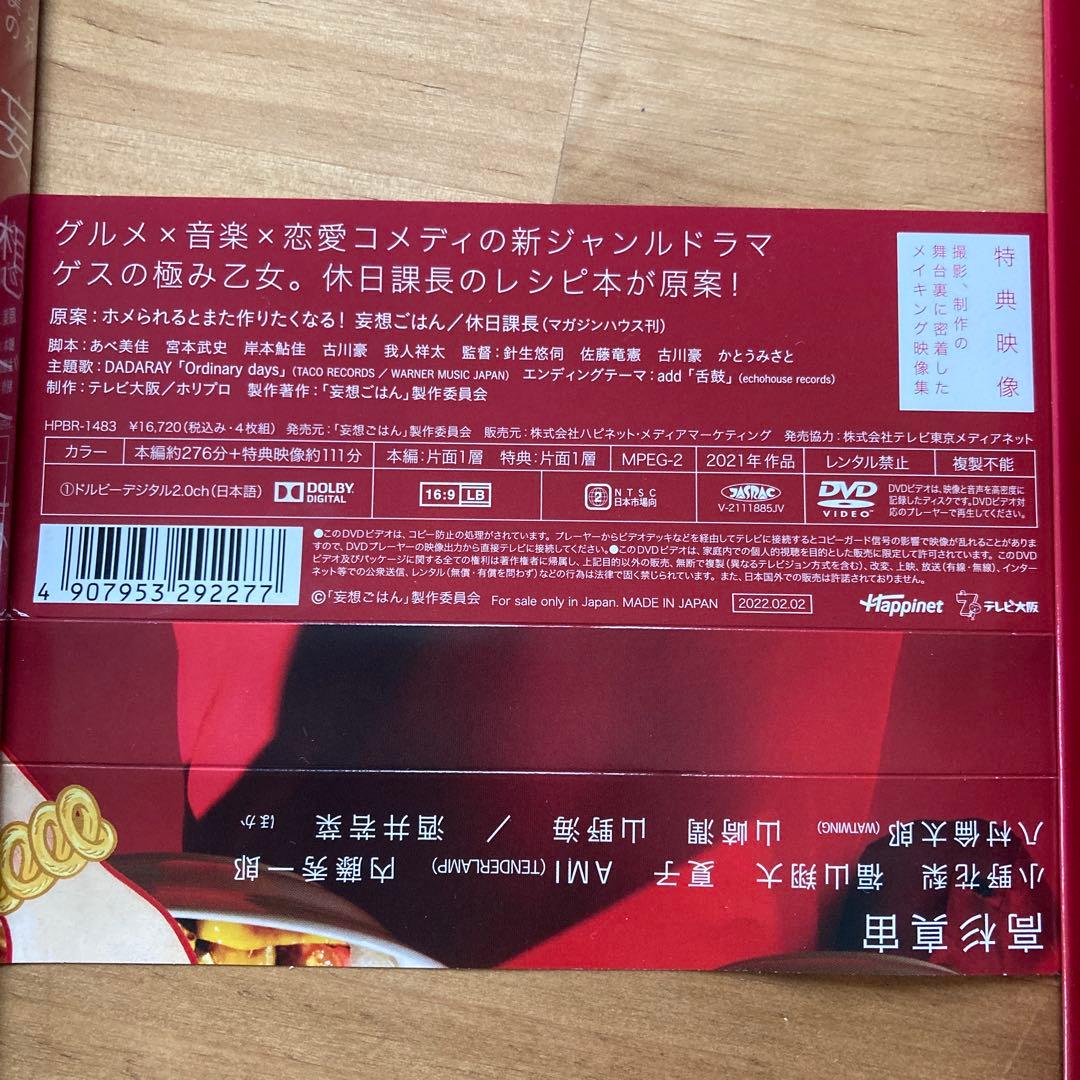 グルメ×音楽×恋愛コメディの新ジャンルドラマ
ゲスの極み乙女。休日課長のレシピ本が原案！
原案：ホメられるとまた作りたくなる！ 妄想ごはん／休日課長（マガジンハウス刊）
脚本：あべ美佳 宮本武史 岸本鮎佳 古川豪 我人祥太 監督：針生悠伺 佐藤竜憲 古川豪 かとうみさと
主題歌：DADARAY「Ordinary days」（TACO RECORDS／WARNER MUSIC JAPAN） エンディングテーマ：add「舌鼓」（echohouse records）
制作：テレビ大阪／ホリプロ 製作著作：「妄想ごはん」製作委員会
特典映像
撮影、制作の
舞台裏に密着した
メイキング映像集
HPBR-1483 ¥16,720（税込み・4枚組） 発売元：「妄想ごはん」製作委員会 販売元：株式会社ハピネット・メディアマーケティング 発売協力：株式会社テレビ東京メディアネット
カラー 本編約276分＋特典映像約111分 本編：片面1層 特典：片面1層 MPEG-2 2021年作品 レンタル禁止 複製不能
①ドルビーデジタル2.0ch（日本語） DOLBY DIGITAL 16:9 LB 2 NTSC 日本市場向 JASRAC V-2111885JV DVD VIDEO
DVDビデオは、映像と音声を高密度に
記録したディスクです。DVDビデオ対
応のプレーヤーで再生してください。
●このDVDビデオは、コピー防止の処理がされています。プレーヤーからビデオデッキなどを経由してテレビに接続するとコピーガード信号の影響で映像が乱れることがありま
すので、DVDプレーヤーの映像出力から直接テレビに接続してください。●このDVDビデオは、家庭内での個人的視聴を目的とした販売に限定して許可されています。このDVD
ビデオ及びパッケージに関する全ての権利は著作権者に帰属し、上記目的以外の販売、無断で複製（異なるテレビジョン方式を含む）、改変、上映、放送（有線・無線）、インター
ネット等での公衆送信、レンタル（無償・有償を問わず）などの行為は法律で固く禁じられています。また、日本国外での販売は許諾されておりません。
4 907953 292277
©「妄想ごはん」製作委員会 For sale only in Japan. MADE IN JAPAN 2022.02.02 Happinet テレビ大阪
高杉真宙
小野花梨 福山翔大 夏子 AMI（TENDERLAMP） 内藤秀一郎
八村倫太郎（WATWING） 山崎潤 山野海 ／ 酒井若菜 ほか